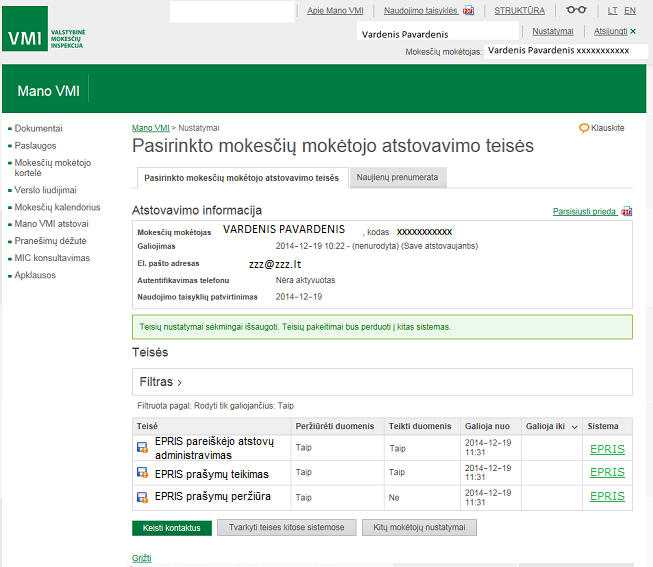 Apie Mano VMI
Naudojimo taisyklės
STRUKTŪRA
LT EN
VMI VALSTYBINĖ
MOKESČIŲ
INSPEKCIJA
Vardenis Pavardenis
Nustatymai
Atsijungti ×
Mokesčių mokėtojas: Vardenis Pavardenis xxxxxxxxxxx
Mano VMI
Dokumentai
Paslaugos
Mokesčių mokėtojo
kortelė
Verslo liudijimai
Mokesčių kalendorius
Mano VMI atstovai
Pranešimų dėžutė
MIC konsultavimas
Apklausos
Mano VMI > Nustatymai
Klauskite
Pasirinkto mokesčių mokėtojo atstovavimo teisės
Pasirinkto mokesčių mokėtojo atstovavimo teisės
Naujienų prenumerata
Atstovavimo informacija
Parsisiųsti prieda
Mokesčių mokėtojas VARDENIS PAVARDENIS , kodas xxxxxxxxxxx
Galiojimas 2014-12-19 10:22 - (nenurodyta) (Save atstovaujantis)
El. pašto adresas zzz@zzz.lt
Autentifikavimas telefonu Nėra aktyvuotas
Naudojimo taisyklių patvirtinimas 2014-12-19
Teisių nustatymai sėkmingai išsaugoti. Teisių pakeitimai bus perduoti į kitas sistemas.
Teisės
Filtras >
Filtruota pagal: Rodyti tik galiojančius: Taip
Teisė Peržiūrėti duomenis Teikti duomenis Galioja nuo Galioja iki Sistema
EPRIS pareiškėjo atstovų
administravimas Taip Taip 2014-12-19
11:31 EPRIS
EPRIS prašymų teikimas Taip Taip 2014-12-19
11:31 EPRIS
EPRIS prašymų peržiūra Taip Ne 2014-12-19
11:31 EPRIS
Keisti kontaktus
Tvarkyti teises kitose sistemose
Kitų mokėtojų nustatymai
Grįžti